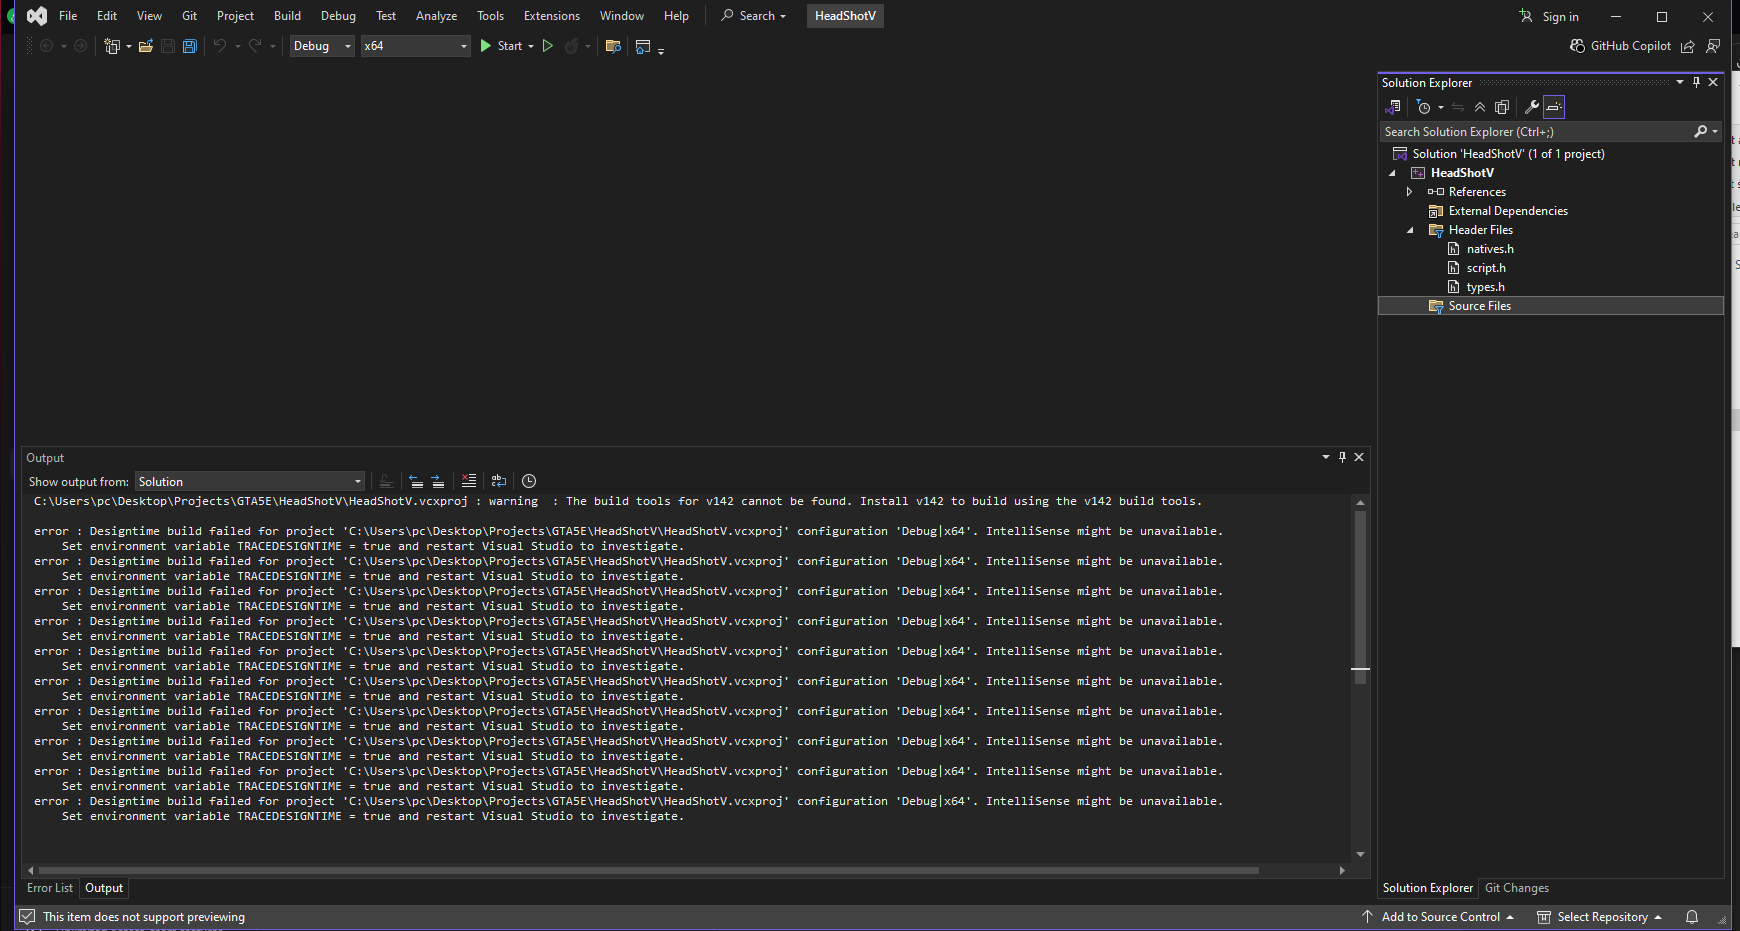 File Edit View Git Project Build Debug Test Analyze Tools Extensions Window Help Search HeadShotV Sign in
Debug x64 Start GitHub Copilot
Solution Explorer
Search Solution Explorer (Ctrl+;)
Solution 'HeadShotV' (1 of 1 project)
HeadShotV
References
External Dependencies
Header Files
natives.h
script.h
types.h
Source Files
Output
Show output from: Solution
C:\Users\pc\Desktop\Projects\GTA5E\HeadShotV\HeadShotV.vcxproj : warning  : The build tools for v142 cannot be found. Install v142 to build using the v142 build tools.
error : Designtime build failed for project 'C:\Users\pc\Desktop\Projects\GTA5E\HeadShotV\HeadShotV.vcxproj' configuration 'Debug|x64'. IntelliSense might be unavailable.
Set environment variable TRACEDESIGNTIME = true and restart Visual Studio to investigate.
error : Designtime build failed for project 'C:\Users\pc\Desktop\Projects\GTA5E\HeadShotV\HeadShotV.vcxproj' configuration 'Debug|x64'. IntelliSense might be unavailable.
Set environment variable TRACEDESIGNTIME = true and restart Visual Studio to investigate.
error : Designtime build failed for project 'C:\Users\pc\Desktop\Projects\GTA5E\HeadShotV\HeadShotV.vcxproj' configuration 'Debug|x64'. IntelliSense might be unavailable.
Set environment variable TRACEDESIGNTIME = true and restart Visual Studio to investigate.
error : Designtime build failed for project 'C:\Users\pc\Desktop\Projects\GTA5E\HeadShotV\HeadShotV.vcxproj' configuration 'Debug|x64'. IntelliSense might be unavailable.
Set environment variable TRACEDESIGNTIME = true and restart Visual Studio to investigate.
error : Designtime build failed for project 'C:\Users\pc\Desktop\Projects\GTA5E\HeadShotV\HeadShotV.vcxproj' configuration 'Debug|x64'. IntelliSense might be unavailable.
Set environment variable TRACEDESIGNTIME = true and restart Visual Studio to investigate.
error : Designtime build failed for project 'C:\Users\pc\Desktop\Projects\GTA5E\HeadShotV\HeadShotV.vcxproj' configuration 'Debug|x64'. IntelliSense might be unavailable.
Set environment variable TRACEDESIGNTIME = true and restart Visual Studio to investigate.
error : Designtime build failed for project 'C:\Users\pc\Desktop\Projects\GTA5E\HeadShotV\HeadShotV.vcxproj' configuration 'Debug|x64'. IntelliSense might be unavailable.
Set environment variable TRACEDESIGNTIME = true and restart Visual Studio to investigate.
error : Designtime build failed for project 'C:\Users\pc\Desktop\Projects\GTA5E\HeadShotV\HeadShotV.vcxproj' configuration 'Debug|x64'. IntelliSense might be unavailable.
Set environment variable TRACEDESIGNTIME = true and restart Visual Studio to investigate.
error : Designtime build failed for project 'C:\Users\pc\Desktop\Projects\GTA5E\HeadShotV\HeadShotV.vcxproj' configuration 'Debug|x64'. IntelliSense might be unavailable.
Set environment variable TRACEDESIGNTIME = true and restart Visual Studio to investigate.
error : Designtime build failed for project 'C:\Users\pc\Desktop\Projects\GTA5E\HeadShotV\HeadShotV.vcxproj' configuration 'Debug|x64'. IntelliSense might be unavailable.
Set environment variable TRACEDESIGNTIME = true and restart Visual Studio to investigate.
Error List Output
Solution Explorer Git Changes
This item does not support previewing Add to Source Control Select Repository